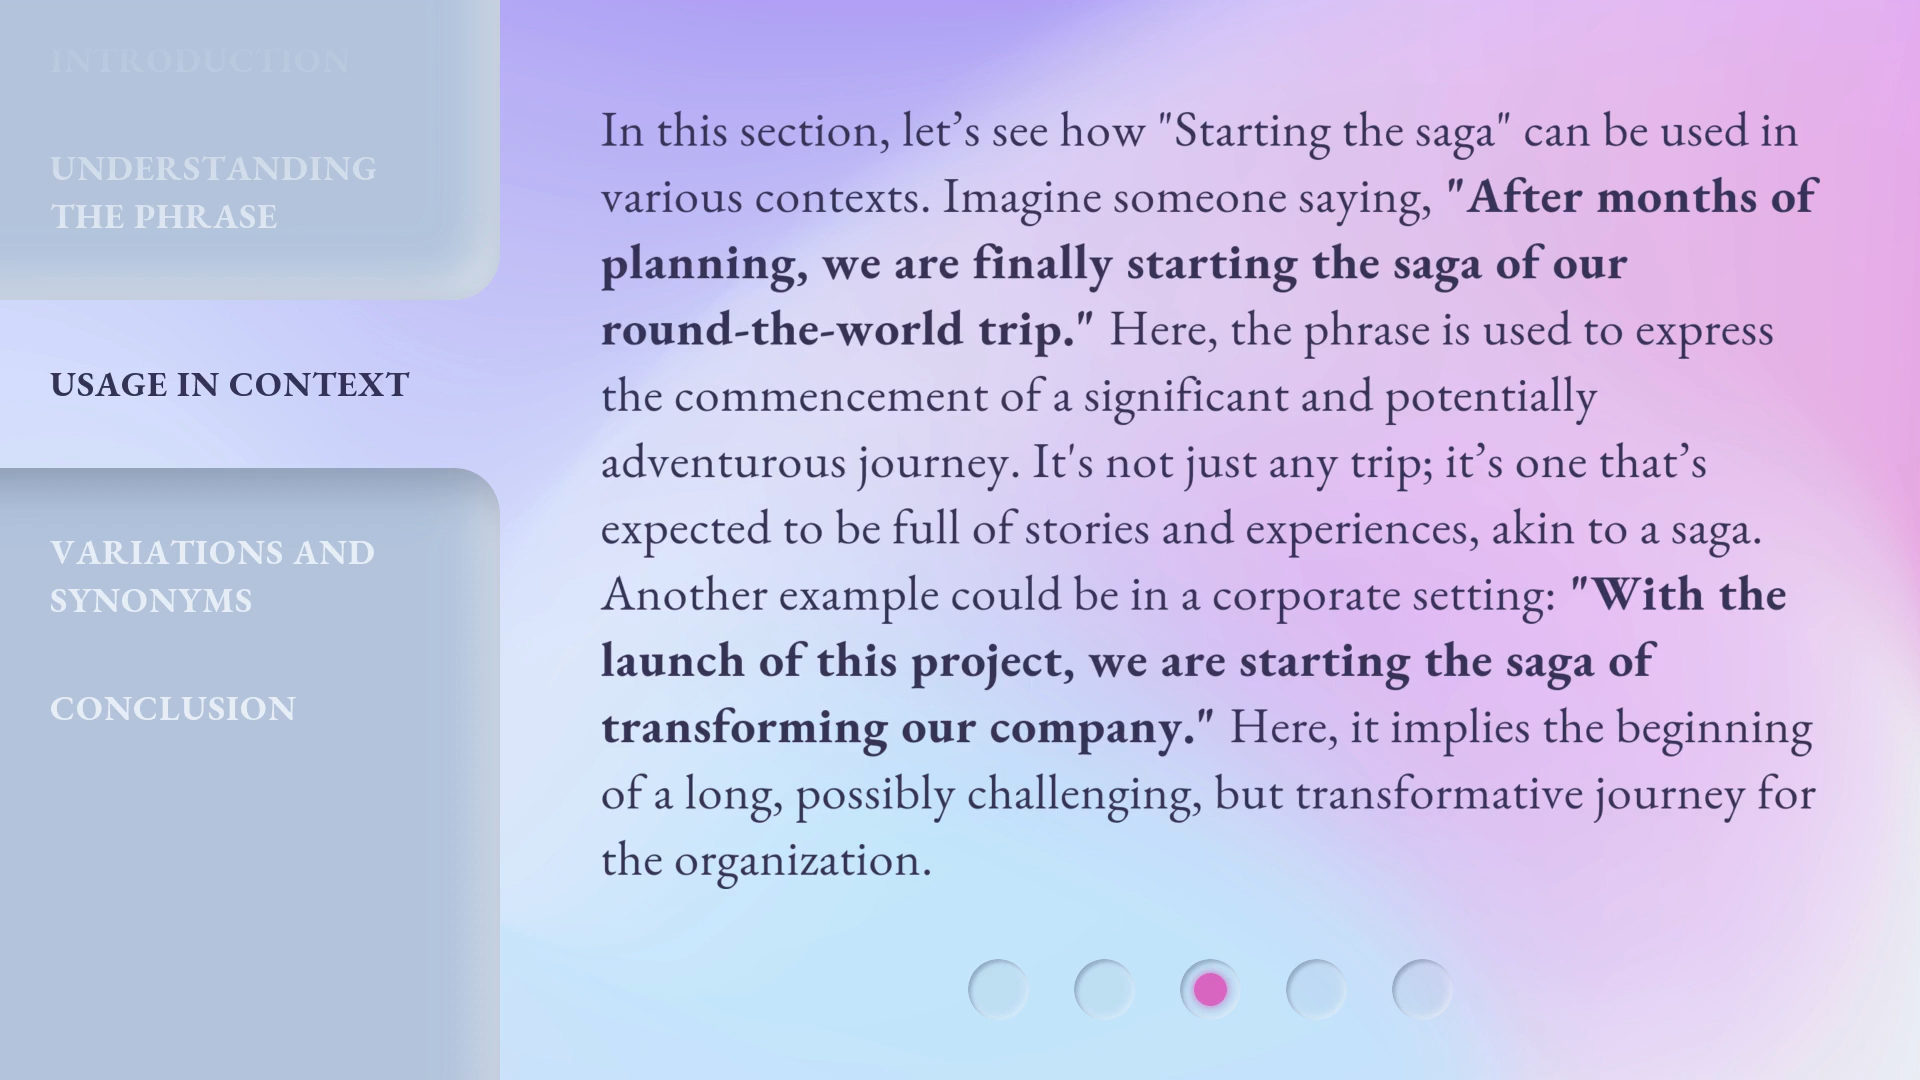 INTRODUCTION
UNDERSTANDING
THE PHRASE
USAGE IN CONTEXT
VARIATIONS AND
SYNONYMS
CONCLUSION
In this section, let’s see how "Starting the saga" can be used in
various contexts. Imagine someone saying, "After months of
planning, we are finally starting the saga of our
round-the-world trip." Here, the phrase is used to express
the commencement of a significant and potentially
adventurous journey. It's not just any trip; it’s one that’s
expected to be full of stories and experiences, akin to a saga.
Another example could be in a corporate setting: "With the
launch of this project, we are starting the saga of
transforming our company." Here, it implies the beginning
of a long, possibly challenging, but transformative journey for
the organization.